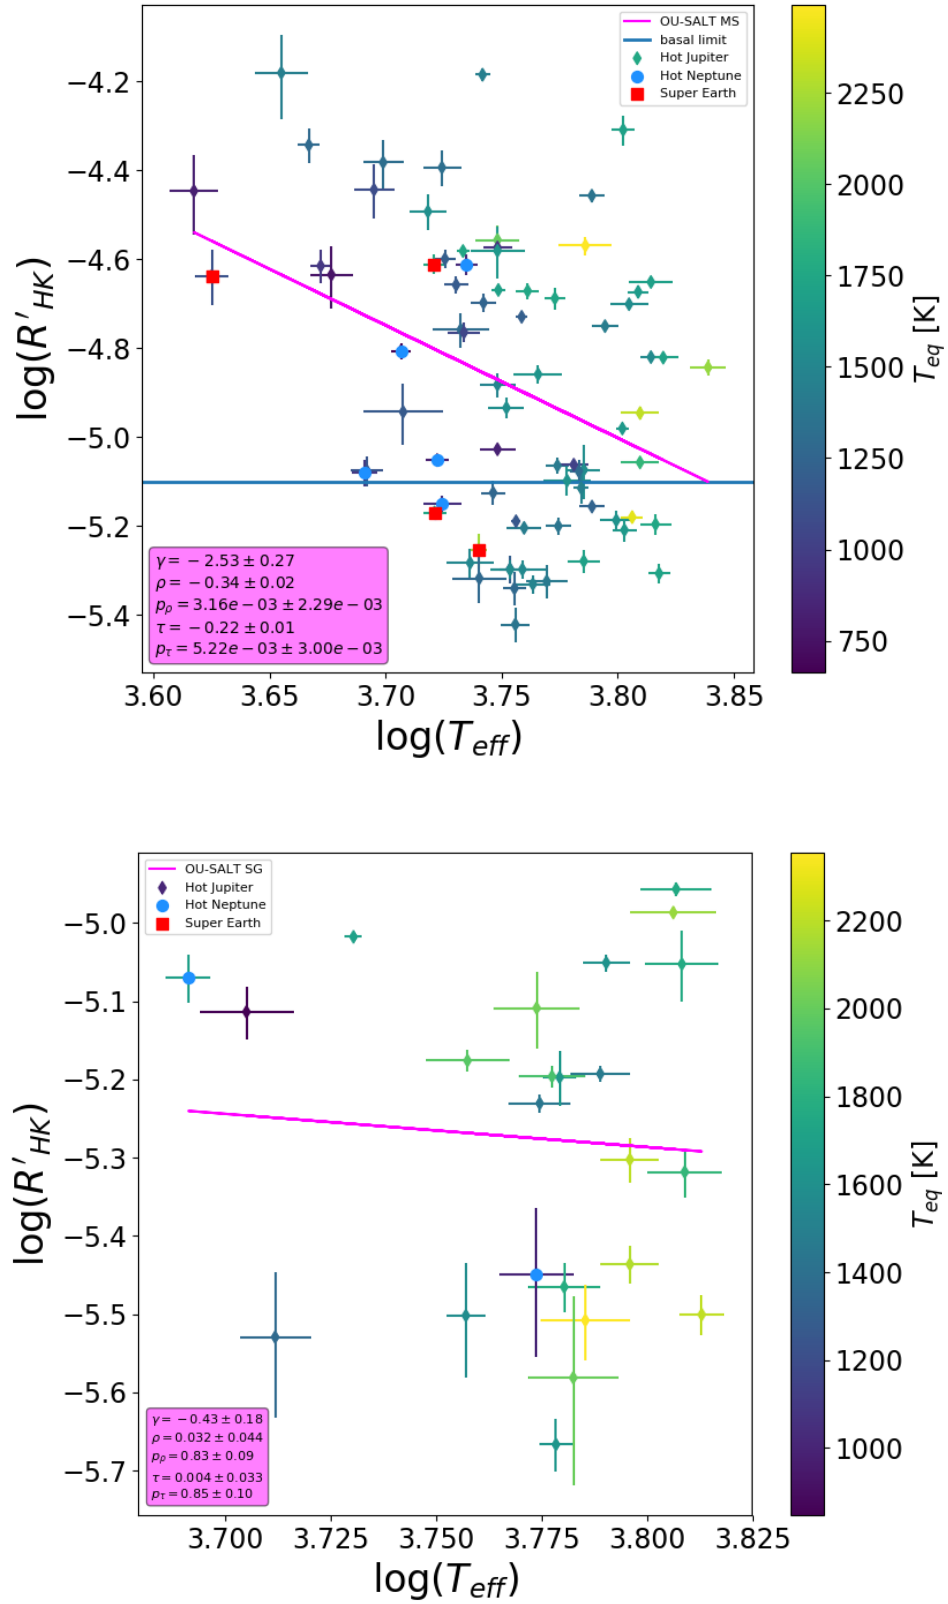 OU-SALT MS
basal limit
Hot Jupiter
Hot Neptune
Super Earth
−4.2
−4.4
−4.6
−4.8
−5.0
−5.2
−5.4
log(R′HK)
γ = − 2.53 ± 0.27
ρ = −0.34 ± 0.02
pρ = 3.16e − 03 ± 2.29e − 03
τ = −0.22 ± 0.01
pτ = 5.22e − 03 ± 3.00e − 03
3.60 3.65 3.70 3.75 3.80 3.85
log(Teff)
2250
2000
1750
1500
1250
1000
750
Teq [K]
OU-SALT SG
Hot Jupiter
Hot Neptune
Super Earth
−5.0
−5.1
−5.2
−5.3
−5.4
−5.5
−5.6
−5.7
log(R′HK)
γ = −0.43 ± 0.18
ρ = 0.032 ± 0.044
pρ = 0.83 ± 0.09
τ = 0.004 ± 0.033
pτ = 0.85 ± 0.10
3.700 3.725 3.750 3.775 3.800 3.825
log(Teff)
2200
2000
1800
1600
1400
1200
1000
Teq [K]